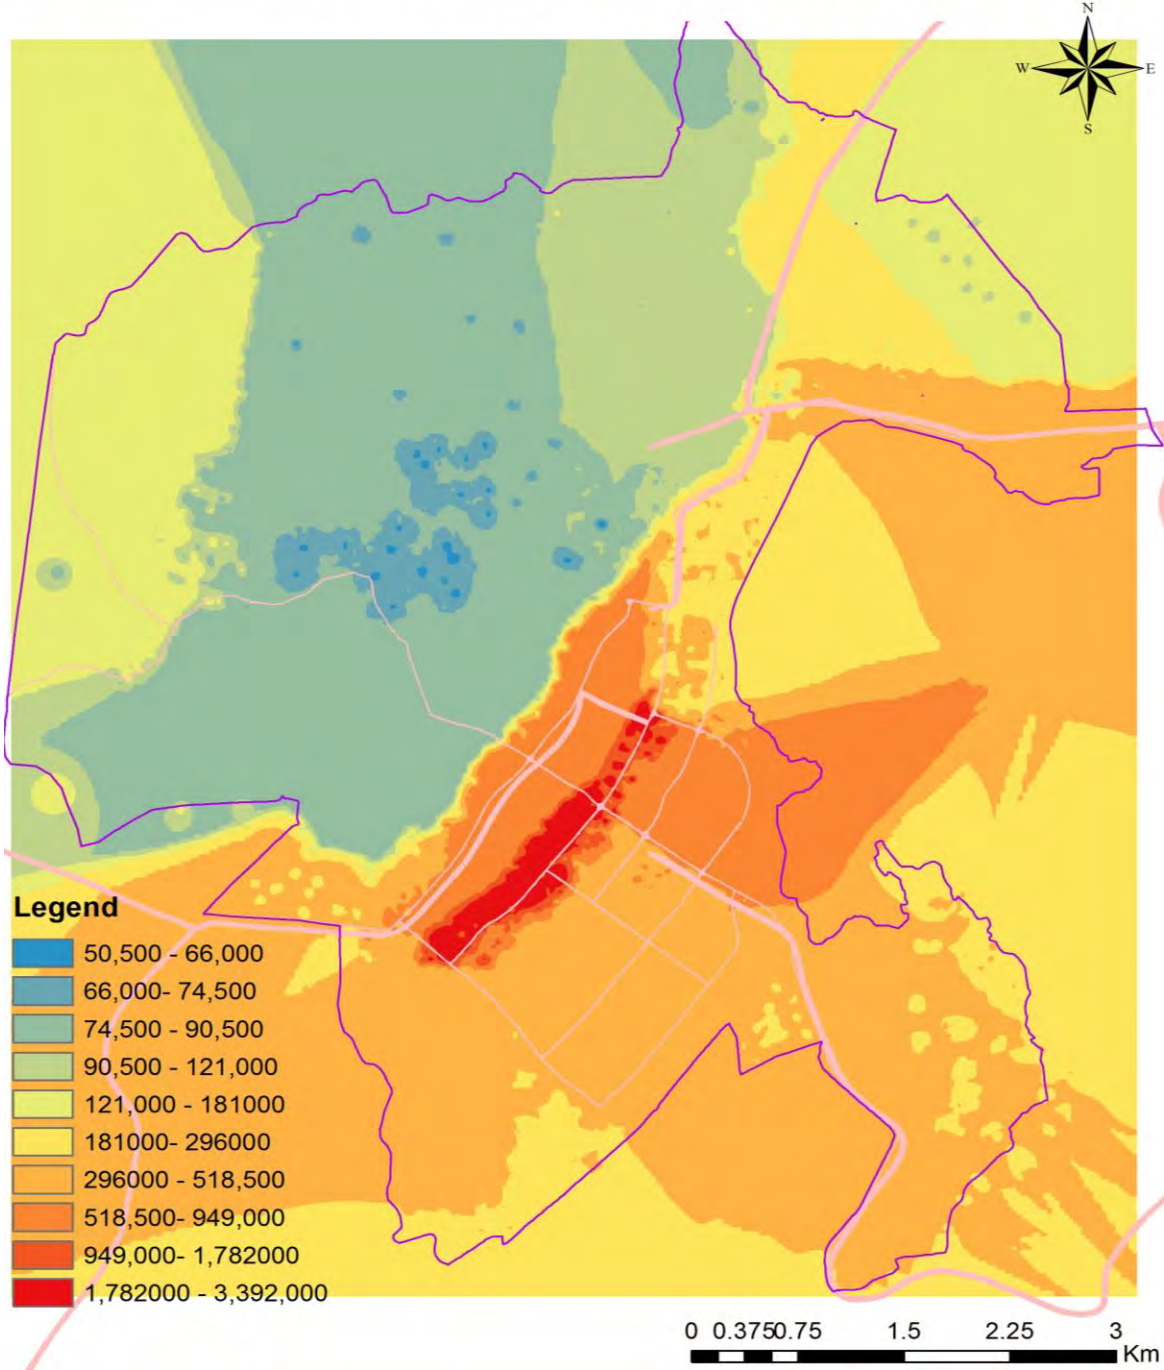 N
W E
S
Legend
50,500 - 66,000
66,000- 74,500
74,500 - 90,500
90,500 - 121,000
121,000 - 181000
181000- 296000
296000 - 518,500
518,500- 949,000
949,000- 1,782000
1,782000 - 3,392,000
0 0.375 0.75 1.5 2.25 3
Km